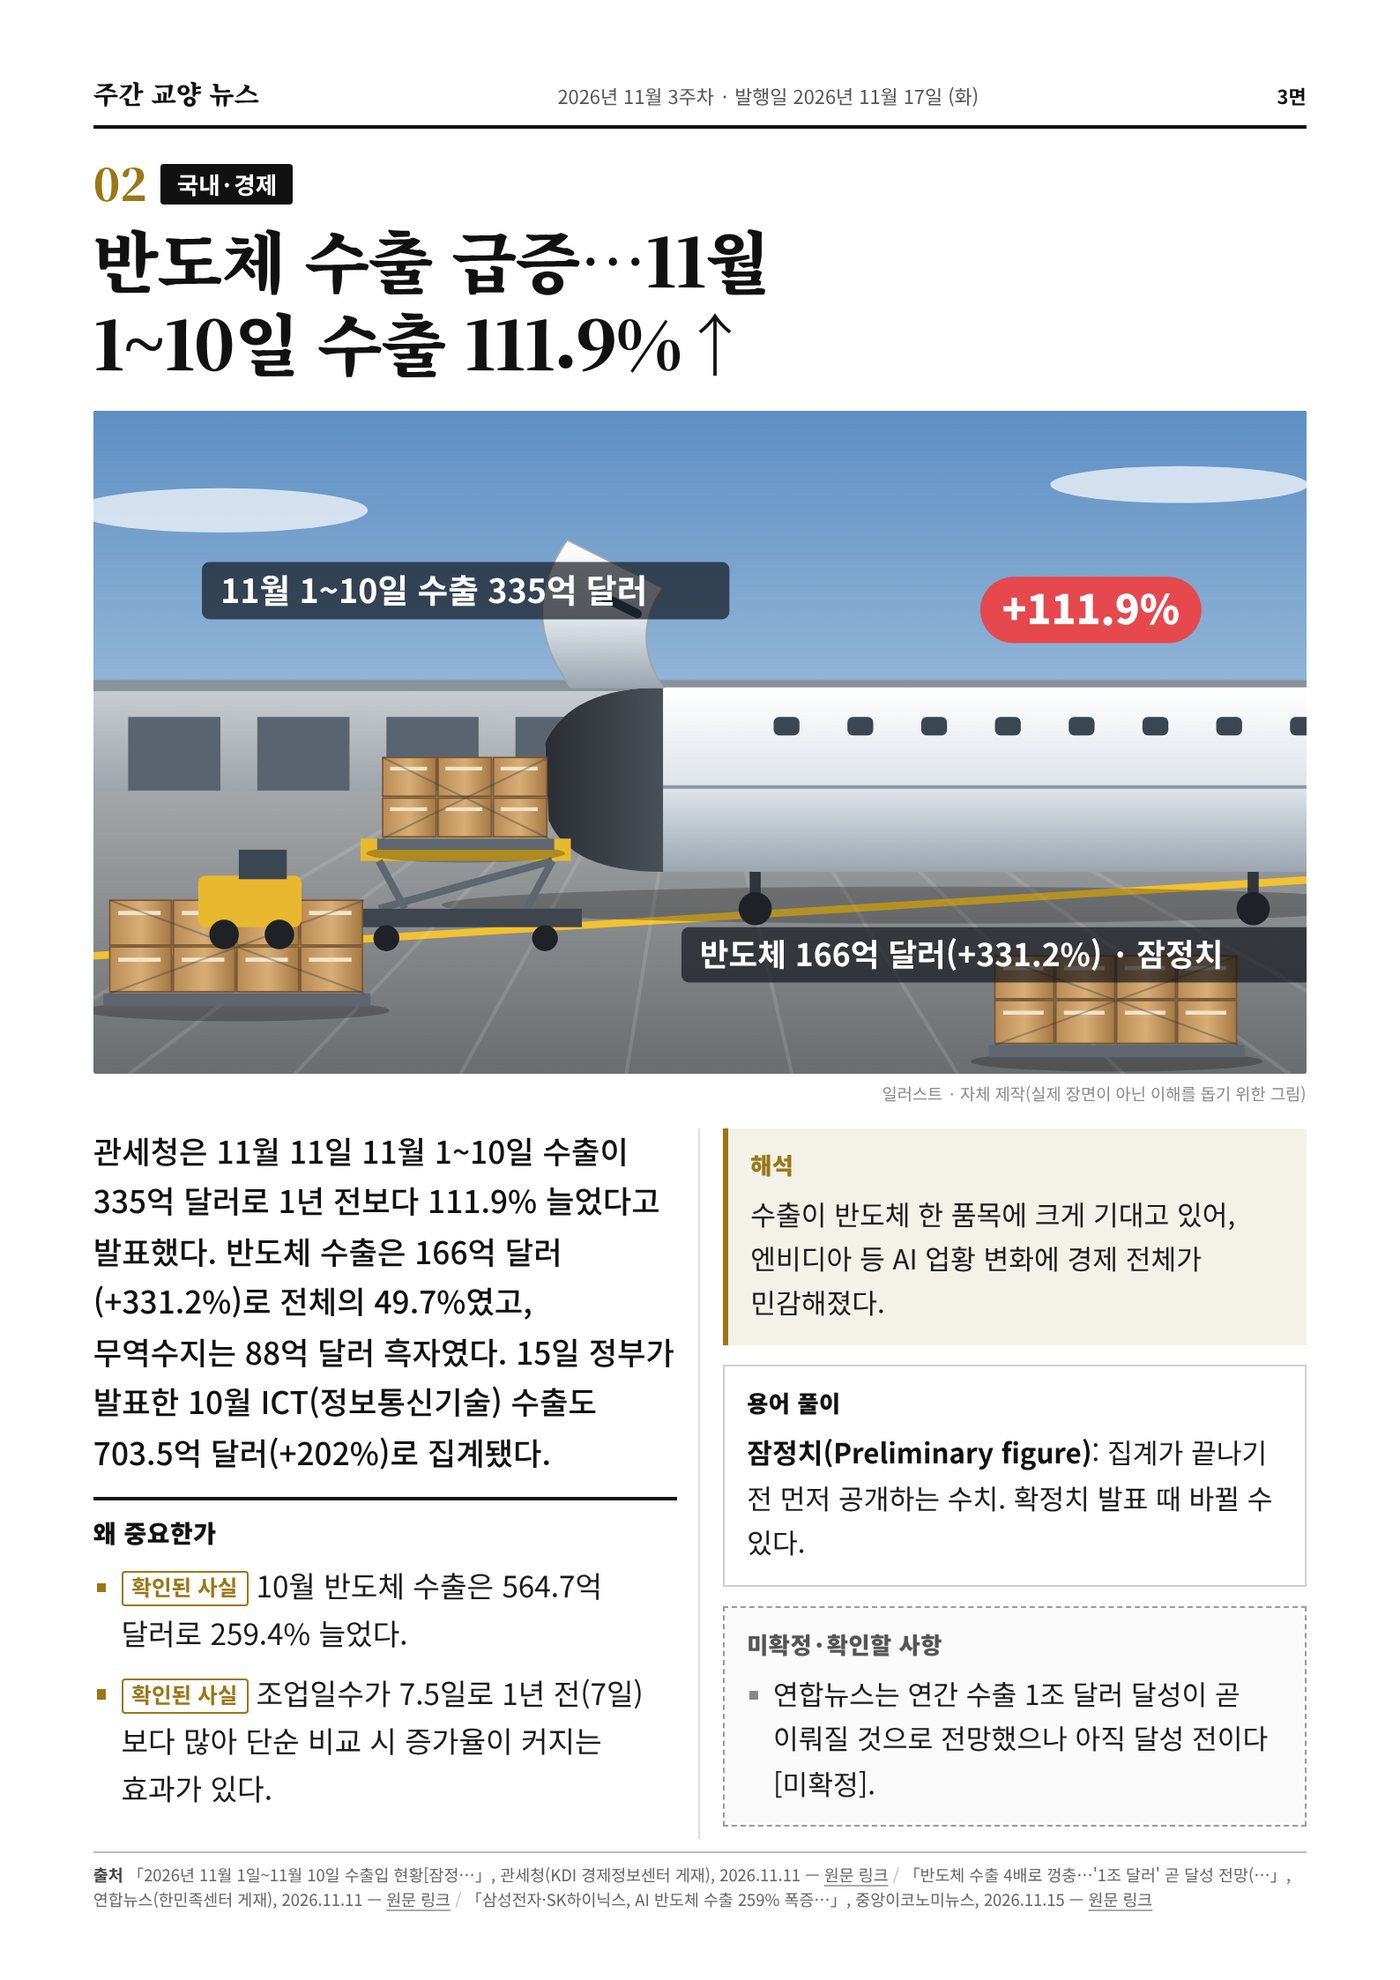 주간 교양 뉴스
2026년 11월 3주차 · 발행일 2026년 11월 17일 (화)
3면
02 국내·경제
반도체 수출 급증…11월
1~10일 수출 111.9%↑
11월 1~10일 수출 335억 달러
+111.9%
반도체 166억 달러(+331.2%) · 잠정치
일러스트 · 자체 제작(실제 장면이 아닌 이해를 돕기 위한 그림)
관세청은 11월 11일 11월 1~10일 수출이
335억 달러로 1년 전보다 111.9% 늘었다고
발표했다. 반도체 수출은 166억 달러
(+331.2%)로 전체의 49.7%였고,
무역수지는 88억 달러 흑자였다. 15일 정부가
발표한 10월 ICT(정보통신기술) 수출도
703.5억 달러(+202%)로 집계됐다.
왜 중요한가
확인된 사실 10월 반도체 수출은 564.7억
달러로 259.4% 늘었다.
확인된 사실 조업일수가 7.5일로 1년 전(7일)
보다 많아 단순 비교 시 증가율이 커지는
효과가 있다.
해석
수출이 반도체 한 품목에 크게 기대고 있어,
엔비디아 등 AI 업황 변화에 경제 전체가
민감해졌다.
용어 풀이
잠정치(Preliminary figure): 집계가 끝나기
전 먼저 공개하는 수치. 확정치 발표 때 바뀔 수
있다.
미확정·확인할 사항
연합뉴스는 연간 수출 1조 달러 달성이 곧
이뤄질 것으로 전망했으나 아직 달성 전이다
[미확정].
출처 「2026년 11월 1일~11월 10일 수출입 현황[잠정…」, 관세청(KDI 경제정보센터 게재), 2026.11.11 — 원문 링크 / 「반도체 수출 4배로 껑충…'1조 달러' 곧 달성 전망(…」,
연합뉴스(한민족센터 게재), 2026.11.11 — 원문 링크 / 「삼성전자·SK하이닉스, AI 반도체 수출 259% 폭증…」, 중앙이코노미뉴스, 2026.11.15 — 원문 링크